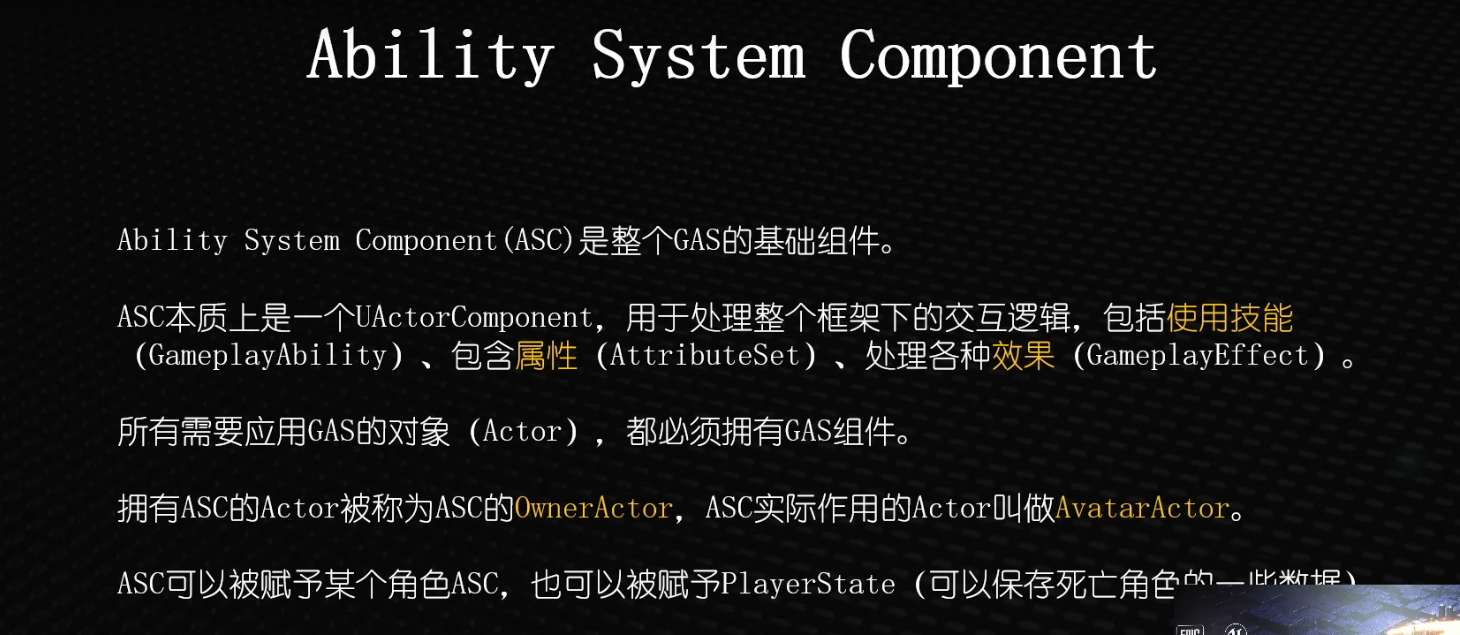 Ability System Component
Ability System Component(ASC)是整个GAS的基础组件。
ASC本质上是一个UActorComponent，用于处理整个框架下的交互逻辑，包括使用技能
（GameplayAbility）、包含属性（AttributeSet）、处理各种效果（GameplayEffect）。
所有需要应用GAS的对象（Actor），都必须拥有GAS组件。
拥有ASC的Actor被称为ASC的OwnerActor，ASC实际作用的Actor叫做AvatarActor。
ASC可以被赋予某个角色ASC，也可以被赋予PlayerState（可以保存死亡角色的一些数据）
EPIC